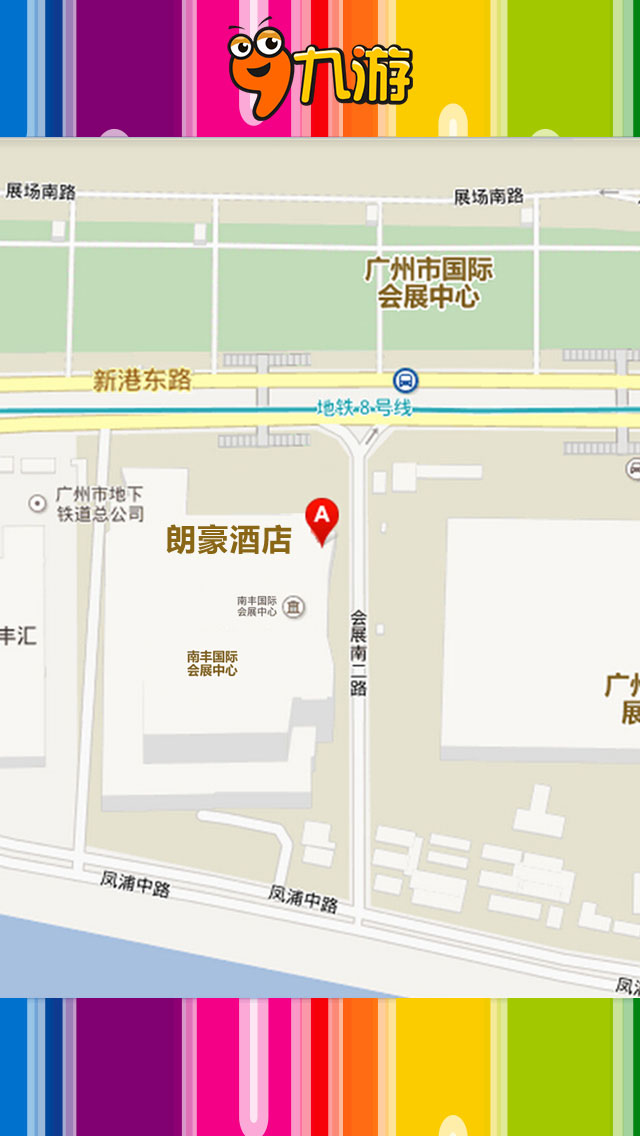 九游
展场南路
展场南路
广州市国际
会展中心
新港东路
地铁8号线
广州市地下
铁道总公司
A
朗豪酒店
南丰国际
会展中心
丰汇
会展南二路
南丰国际
会展中心
广州
展
凤浦中路
凤浦中路
凤浦